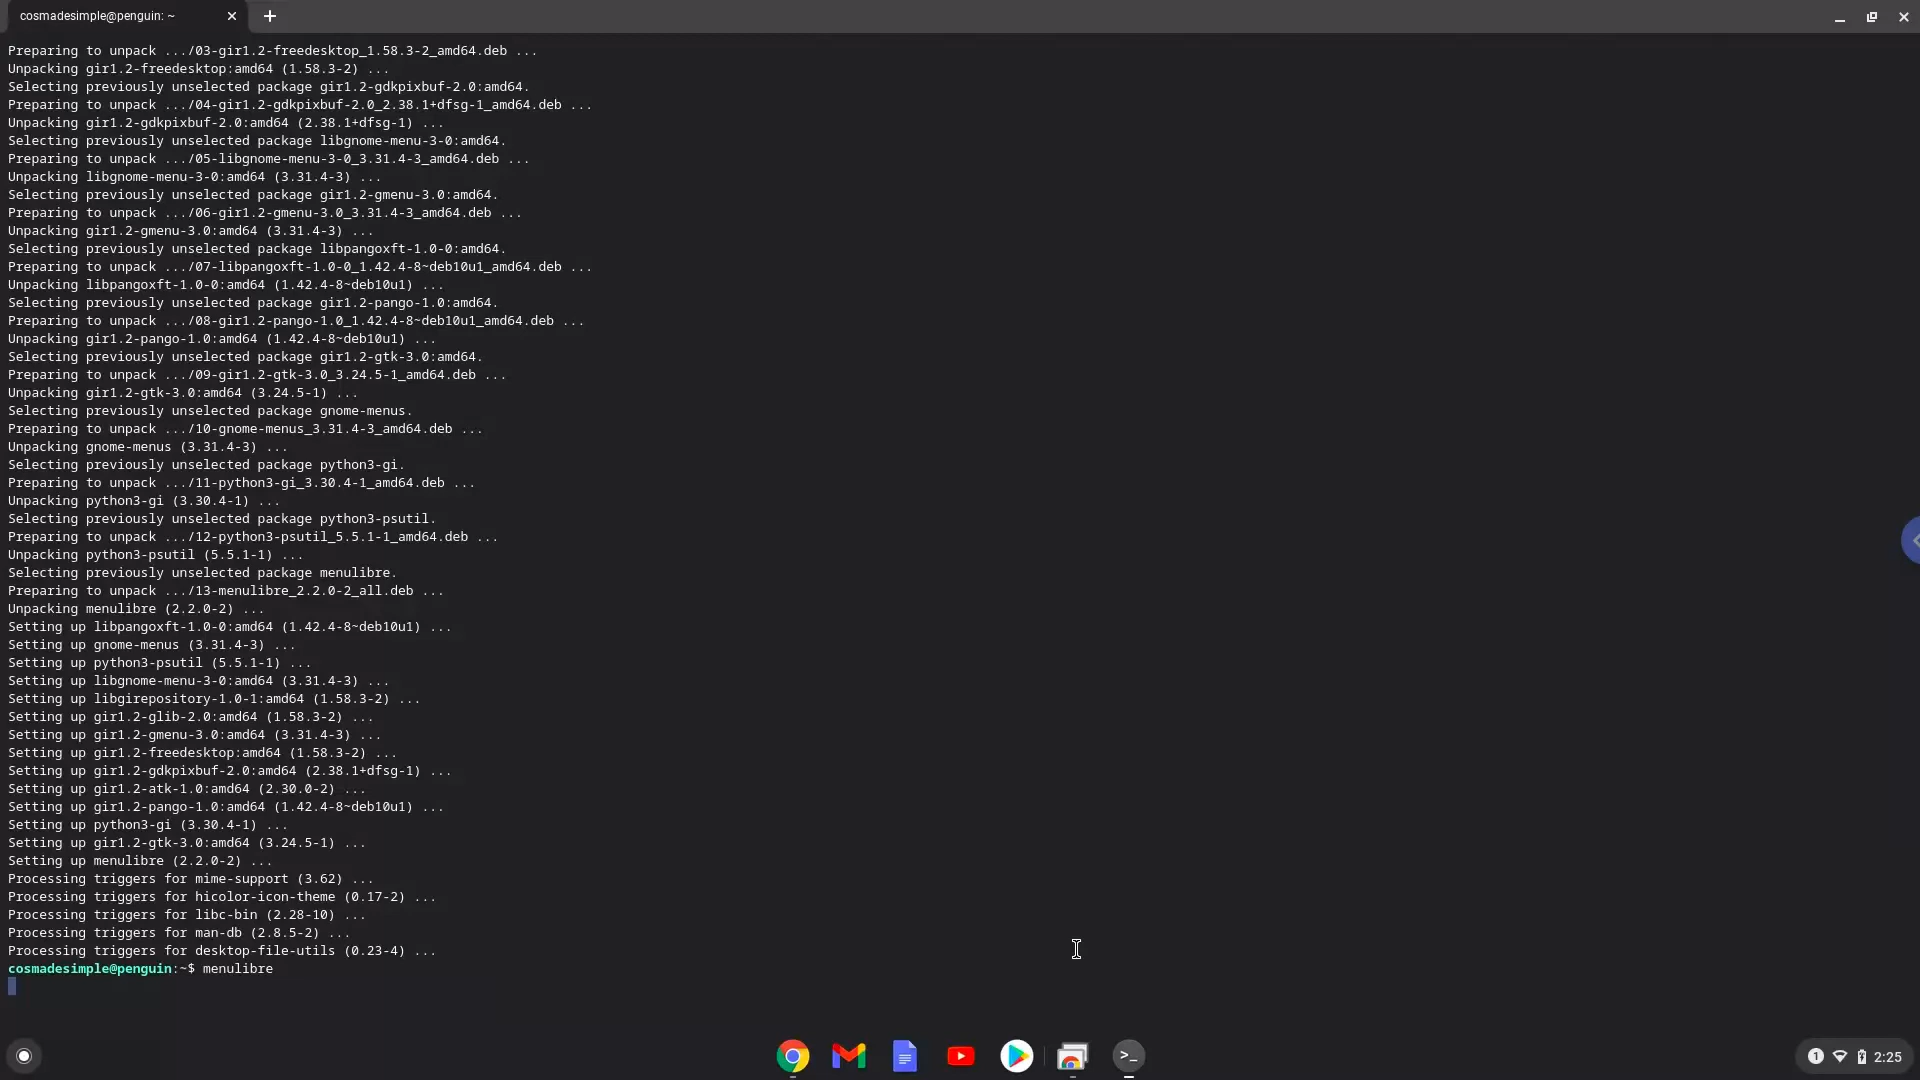 cosmadesimple@penguin: ~
Preparing to unpack .../03-gir1.2-freedesktop_1.58.3-2_amd64.deb ...
Unpacking gir1.2-freedesktop:amd64 (1.58.3-2) ...
Selecting previously unselected package gir1.2-gdkpixbuf-2.0:amd64.
Preparing to unpack .../04-gir1.2-gdkpixbuf-2.0_2.38.1+dfsg-1_amd64.deb ...
Unpacking gir1.2-gdkpixbuf-2.0:amd64 (2.38.1+dfsg-1) ...
Selecting previously unselected package libgnome-menu-3-0:amd64.
Preparing to unpack .../05-libgnome-menu-3-0_3.31.4-3_amd64.deb ...
Unpacking libgnome-menu-3-0:amd64 (3.31.4-3) ...
Selecting previously unselected package gir1.2-gmenu-3.0:amd64.
Preparing to unpack .../06-gir1.2-gmenu-3.0_3.31.4-3_amd64.deb ...
Unpacking gir1.2-gmenu-3.0:amd64 (3.31.4-3) ...
Selecting previously unselected package libpangoxft-1.0-0:amd64.
Preparing to unpack .../07-libpangoxft-1.0-0_1.42.4-8~deb10u1_amd64.deb ...
Unpacking libpangoxft-1.0-0:amd64 (1.42.4-8~deb10u1) ...
Selecting previously unselected package gir1.2-pango-1.0:amd64.
Preparing to unpack .../08-gir1.2-pango-1.0_1.42.4-8~deb10u1_amd64.deb ...
Unpacking gir1.2-pango-1.0:amd64 (1.42.4-8~deb10u1) ...
Selecting previously unselected package gir1.2-gtk-3.0:amd64.
Preparing to unpack .../09-gir1.2-gtk-3.0_3.24.5-1_amd64.deb ...
Unpacking gir1.2-gtk-3.0:amd64 (3.24.5-1) ...
Selecting previously unselected package gnome-menus.
Preparing to unpack .../10-gnome-menus_3.31.4-3_amd64.deb ...
Unpacking gnome-menus (3.31.4-3) ...
Selecting previously unselected package python3-gi.
Preparing to unpack .../11-python3-gi_3.30.4-1_amd64.deb ...
Unpacking python3-gi (3.30.4-1) ...
Selecting previously unselected package python3-psutil.
Preparing to unpack .../12-python3-psutil_5.5.1-1_amd64.deb ...
Unpacking python3-psutil (5.5.1-1) ...
Selecting previously unselected package menulibre.
Preparing to unpack .../13-menulibre_2.2.0-2_all.deb ...
Unpacking menulibre (2.2.0-2) ...
Setting up libpangoxft-1.0-0:amd64 (1.42.4-8~deb10u1) ...
Setting up gnome-menus (3.31.4-3) ...
Setting up python3-psutil (5.5.1-1) ...
Setting up libgnome-menu-3-0:amd64 (3.31.4-3) ...
Setting up libgirepository-1.0-1:amd64 (1.58.3-2) ...
Setting up gir1.2-glib-2.0:amd64 (1.58.3-2) ...
Setting up gir1.2-gmenu-3.0:amd64 (3.31.4-3) ...
Setting up gir1.2-freedesktop:amd64 (1.58.3-2) ...
Setting up gir1.2-gdkpixbuf-2.0:amd64 (2.38.1+dfsg-1) ...
Setting up gir1.2-atk-1.0:amd64 (2.30.0-2) ...
Setting up gir1.2-pango-1.0:amd64 (1.42.4-8~deb10u1) ...
Setting up python3-gi (3.30.4-1) ...
Setting up gir1.2-gtk-3.0:amd64 (3.24.5-1) ...
Setting up menulibre (2.2.0-2) ...
Processing triggers for mime-support (3.62) ...
Processing triggers for hicolor-icon-theme (0.17-2) ...
Processing triggers for libc-bin (2.28-10) ...
Processing triggers for man-db (2.8.5-2) ...
Processing triggers for desktop-file-utils (0.23-4) ...
cosmadesimple@penguin:~$ menulibre
1 2:25